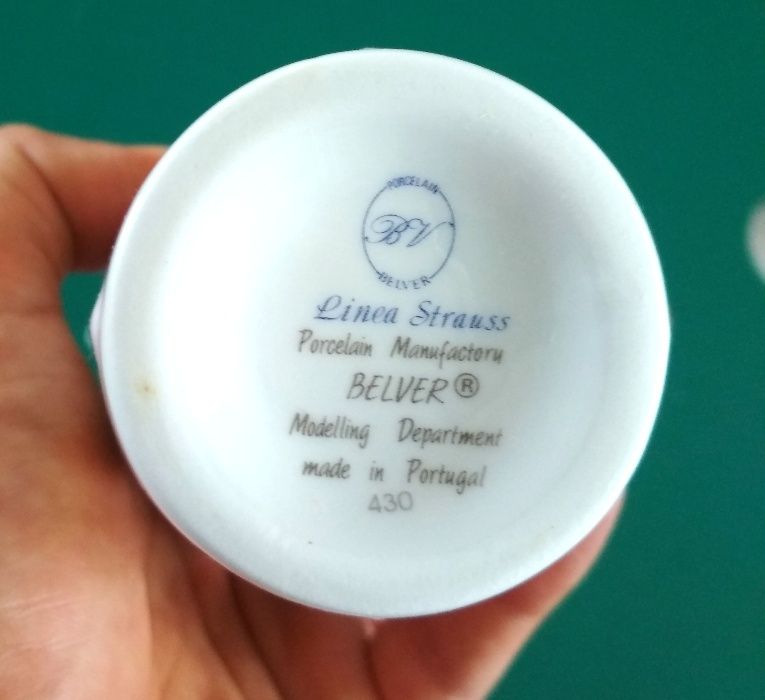 PORCELAIN
BV
BELVER
Linea Strauss
Porcelain Manufactory
BELVER®
Modelling Department
made in Portugal
430